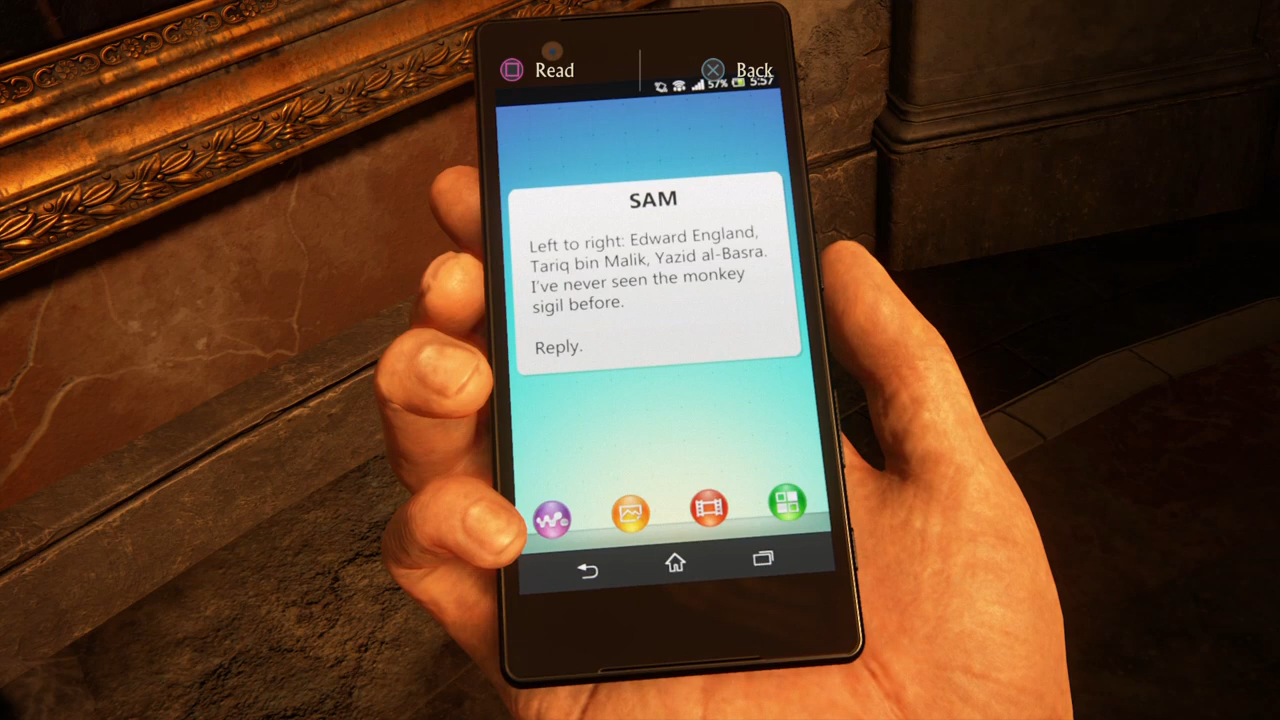 Read
Back
57% 5:57
SAM
Left to right: Edward England,
Tariq bin Malik, Yazid al-Basra.
I've never seen the monkey
sigil before.
Reply.